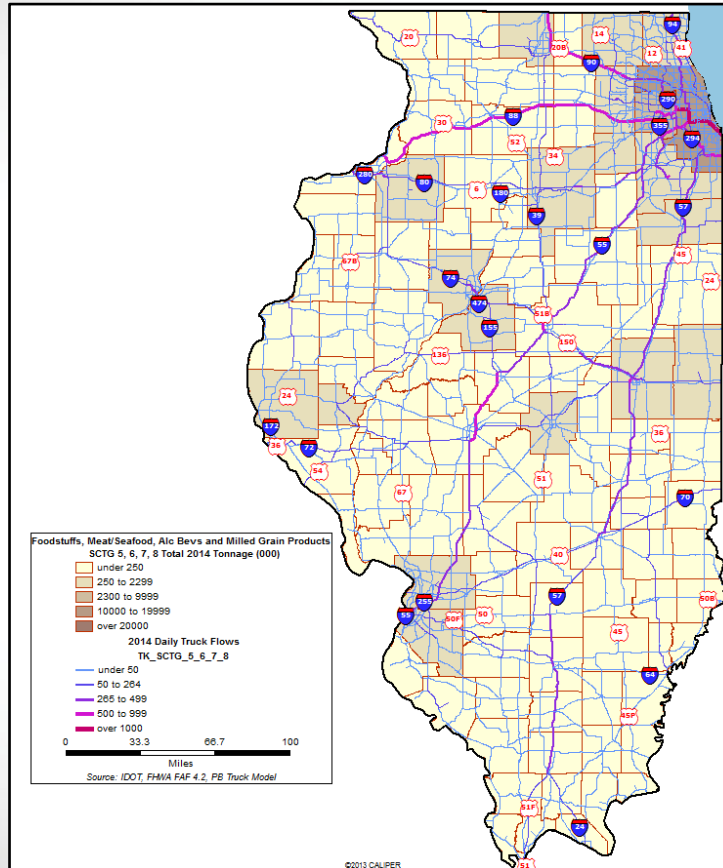 94
20
14
20B
12
41
90
290
88
355
30
294
52
34
280
80
6
180
39
57
55
45
67B
24
74
474
51B
155
150
136
24
172
36
36
72
54
51
67
70
40
57
50B
255
55
50F
50
45
64
45P
51F
24
51
Foodstuffs, Meat/Seafood, Alc Bevs and Milled Grain Products
SCTG 5, 6, 7, 8 Total 2014 Tonnage (000)
under 250
250 to 2299
2300 to 9999
10000 to 19999
over 20000
2014 Daily Truck Flows
TK_SCTG_5_6_7_8
under 50
50 to 264
265 to 499
500 to 999
over 1000
0 33.3 66.7 100
Miles
Source: IDOT, FHWA FAF 4.2, PB Truck Model
©2013 CALIPER